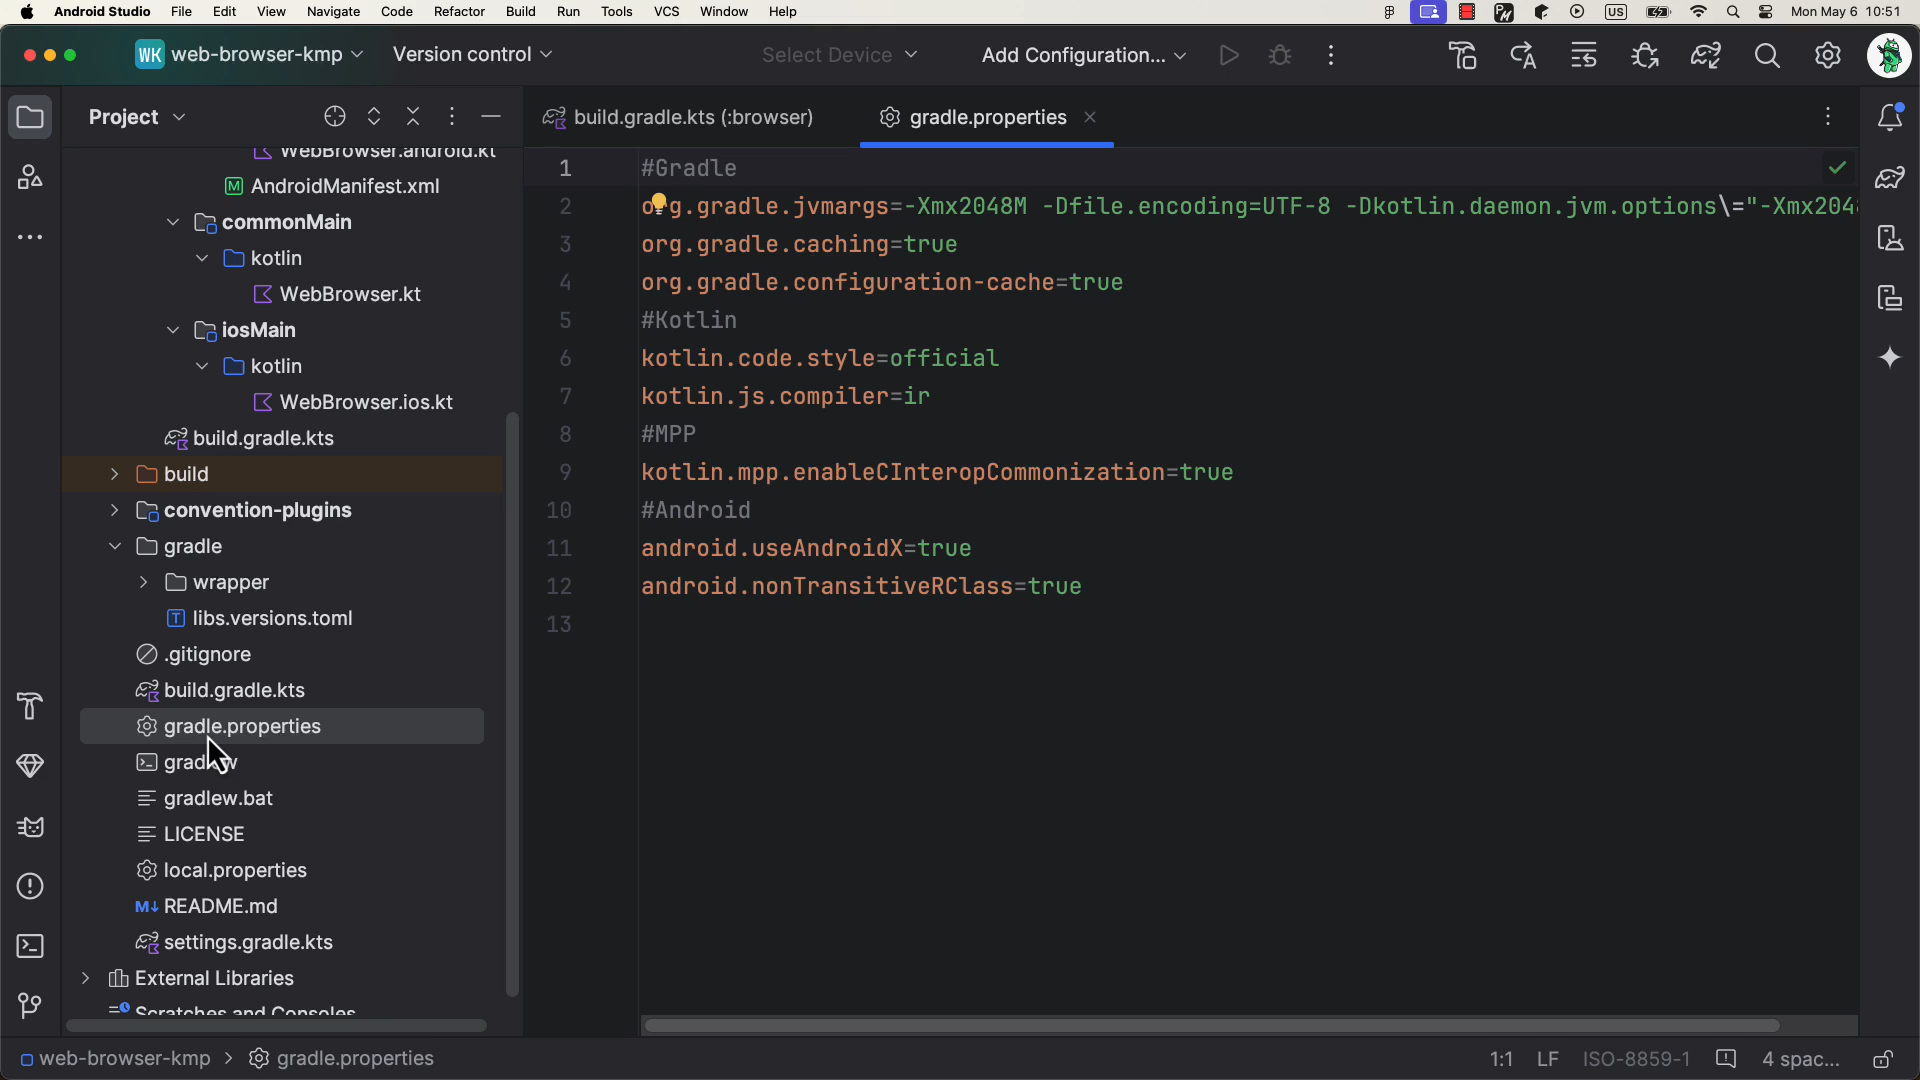 Android Studio File Edit View Navigate Code Refactor Build Run Tools VCS Window Help US Mon May 6 10:51
WK web-browser-kmp Version control Select Device Add Configuration...
Project
build.gradle.kts (:browser) gradle.properties
WebBrowser.android.kt
AndroidManifest.xml
commonMain
kotlin
WebBrowser.kt
iosMain
kotlin
WebBrowser.ios.kt
build.gradle.kts
build
convention-plugins
gradle
wrapper
libs.versions.toml
.gitignore
build.gradle.kts
gradle.properties
gradlew.bat
LICENSE
local.properties
M↓ README.md
settings.gradle.kts
External Libraries
Scratches and Consoles
1 #Gradle
2 org.gradle.jvmargs=-Xmx2048M -Dfile.encoding=UTF-8 -Dkotlin.daemon.jvm.options\="-Xmx204
3 org.gradle.caching=true
4 org.gradle.configuration-cache=true
5 #Kotlin
6 kotlin.code.style=official
7 kotlin.js.compiler=ir
8 #MPP
9 kotlin.mpp.enableCInteropCommonization=true
10 #Android
11 android.useAndroidX=true
12 android.nonTransitiveRClass=true
13
web-browser-kmp > gradle.properties
1:1 LF ISO-8859-1 4 spac...